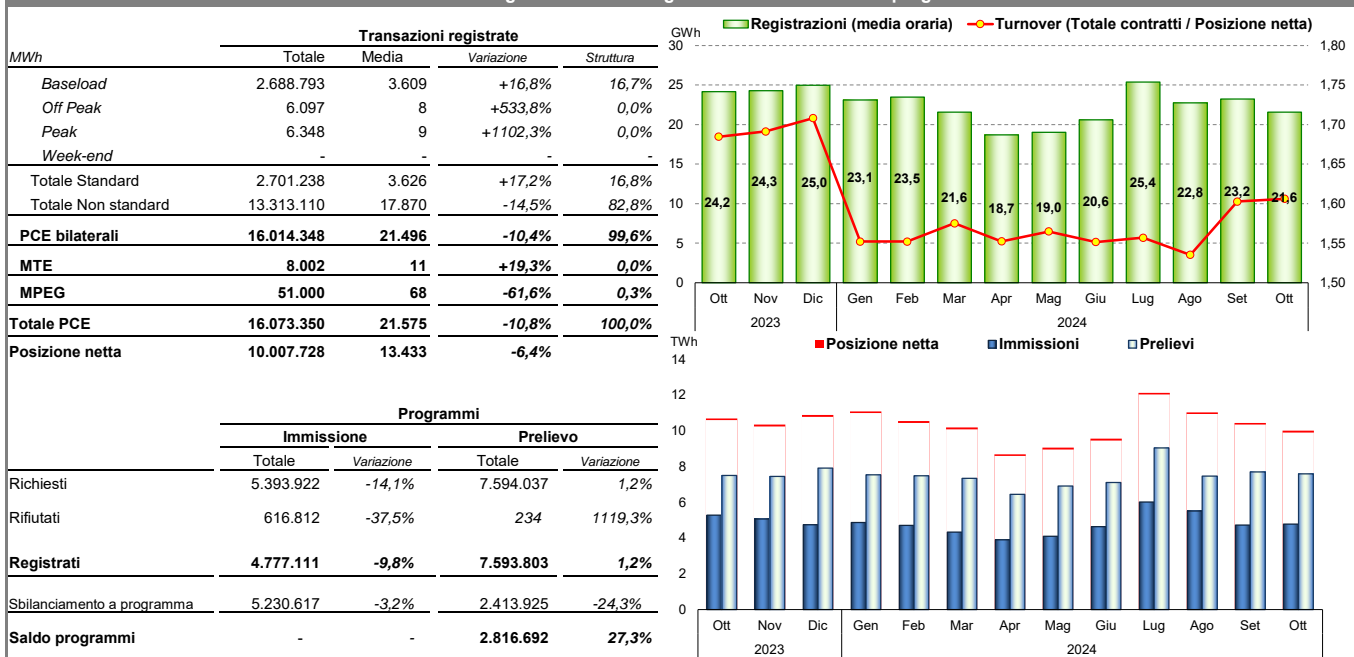 Transazioni registrate
MWh Totale Media Variazione Struttura
Baseload 2.688.793 3.609 +16,8% 16,7%
Off Peak 6.097 8 +533,8% 0,0%
Peak 6.348 9 +1102,3% 0,0%
Week-end - - - -
Totale Standard 2.701.238 3.626 +17,2% 16,8%
Totale Non standard 13.313.110 17.870 -14,5% 82,8%
PCE bilaterali 16.014.348 21.496 -10,4% 99,6%
MTE 8.002 11 +19,3% 0,0%
MPEG 51.000 68 -61,6% 0,3%
Totale PCE 16.073.350 21.575 -10,8% 100,0%
Posizione netta 10.007.728 13.433 -6,4%
Programmi
Immissione Prelievo
Totale Variazione Totale Variazione
Richiesti 5.393.922 -14,1% 7.594.037 1,2%
Rifiutati 616.812 -37,5% 234 1119,3%
Registrati 4.777.111 -9,8% 7.593.803 1,2%
Sbilanciamento a programma 5.230.617 -3,2% 2.413.925 -24,3%
Saldo programmi - - 2.816.692 27,3%
Registrazioni (media oraria) Turnover (Totale contratti / Posizione netta)
GWh
30 1,80
25 1,75
20 1,70
15 1,65
10 1,60
5 1,55
0 1,50
24,2 24,3 25,0 23,1 23,5 21,6 18,7 19,0 20,6 25,4 22,8 23,2 21,6
Ott Nov Dic Gen Feb Mar Apr Mag Giu Lug Ago Set Ott
2023 2024
TWh
Posizione netta Immissioni Prelievi
14
12
10
8
6
4
2
0
Ott Nov Dic Gen Feb Mar Apr Mag Giu Lug Ago Set Ott
2023 2024